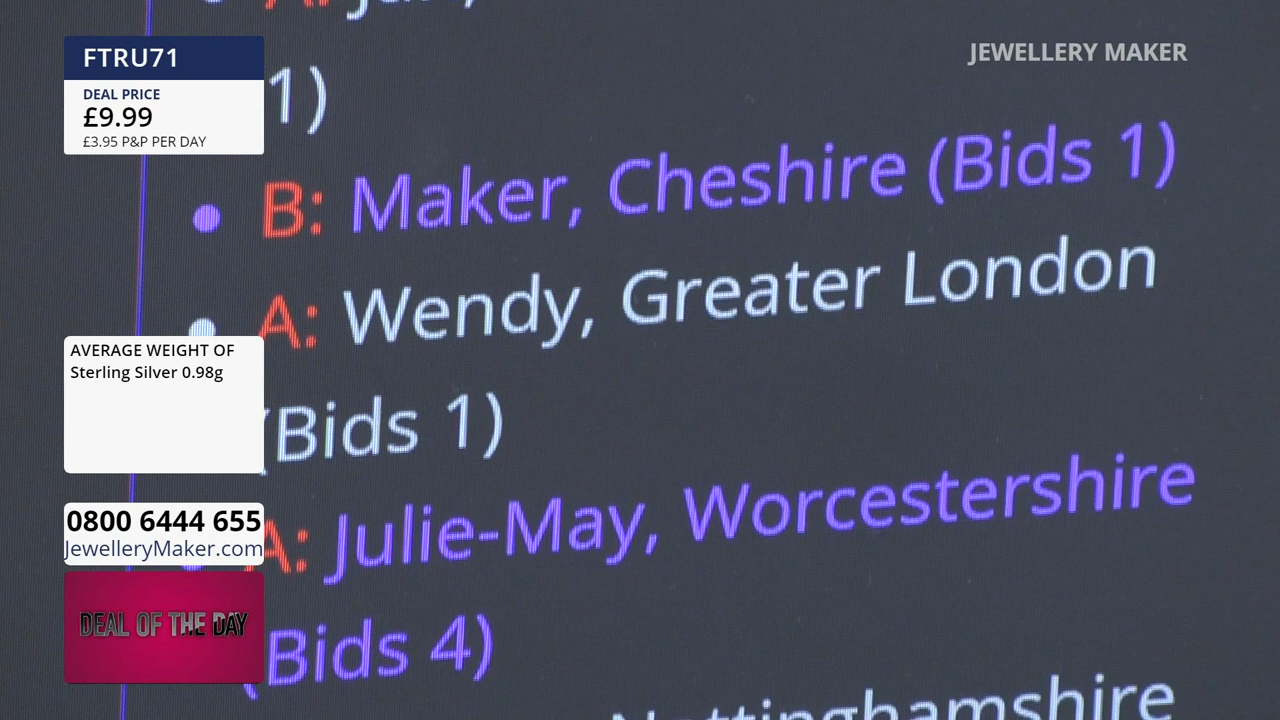 FTRU71
DEAL PRICE
£9.99
£3.95 P&P PER DAY
JEWELLERY MAKER
1)
B: Maker, Cheshire (Bids 1)
A: Wendy, Greater London
(Bids 1)
A: Julie-May, Worcestershire
(Bids 4)
Nottinghamshire
AVERAGE WEIGHT OF
Sterling Silver 0.98g
0800 6444 655
JewelleryMaker.com
DEAL OF THE DAY